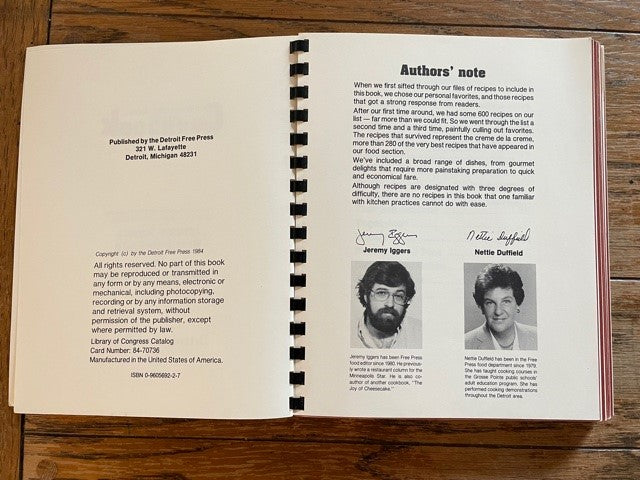 Published by the Detroit Free Press
321 W. Lafayette
Detroit, Michigan 48231
Copyright (c) by the Detroit Free Press 1984
All rights reserved. No part of this book
may be reproduced or transmitted in
any form or by any means, electronic or
mechanical, including photocopying,
recording or by any information storage
and retrieval system, without
permission of the publisher, except
where permitted by law.
Library of Congress Catalog
Card Number: 84-70736
Manufactured in the United States of America.
ISBN 0-9605692-2-7
Authors' note
When we first sifted through our files of recipes to include in
this book, we chose our personal favorites, and those recipes
that got a strong response from readers.
After our first time around, we had some 600 recipes on our
list — far more than we could fit. So we went through the list a
second time and a third time, painfully culling out favorites.
The recipes that survived represent the creme de la creme,
more than 280 of the very best recipes that have appeared in
our food section.
We've included a broad range of dishes, from gourmet
delights that require more painstaking preparation to quick
and economical fare.
Although recipes are designated with three degrees of
difficulty, there are no recipes in this book that one familiar
with kitchen practices cannot do with ease.
Jeremy Iggers
Jeremy Iggers
Jeremy Iggers has been Free Press
food editor since 1980. He previous-
ly wrote a restaurant column for the
Minneapolis Star. He is also co-
author of another cookbook, "The
Joy of Cheesecake."
Nettie Duffield
Nettie Duffield
Nettie Duffield has been in the Free
Press food department since 1979.
She has taught cooking courses in
the Grosse Pointe public schools'
adult education program. She has
performed cooking demonstrations
throughout the Detroit area.